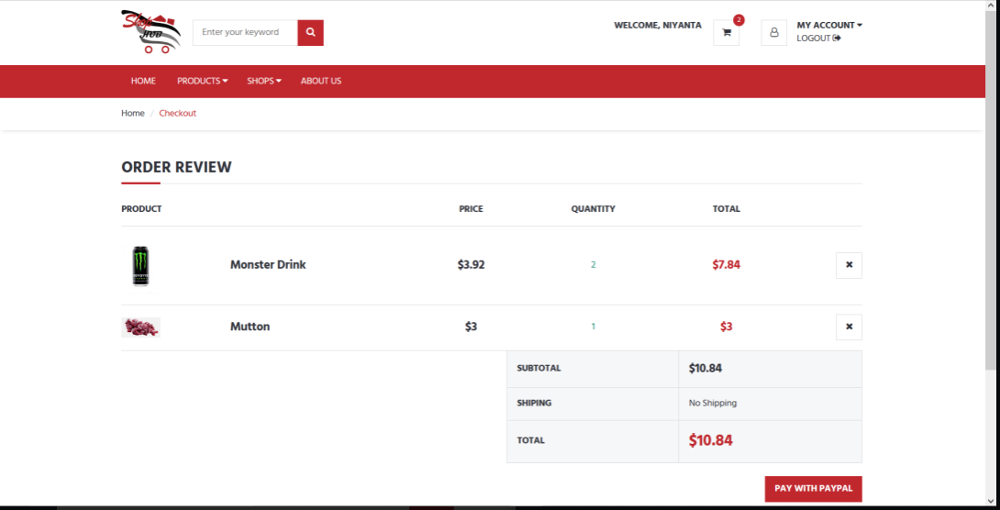 Shop
HUB
Enter your keyword
WELCOME, NIYANTA
2
MY ACCOUNT
LOGOUT
HOME PRODUCTS SHOPS ABOUT US
Home / Checkout
ORDER REVIEW
PRODUCT PRICE QUANTITY TOTAL
Monster Drink $3.92 2 $7.84
Mutton $3 1 $3
SUBTOTAL $10.84
SHIPING No Shipping
TOTAL $10.84
PAY WITH PAYPAL